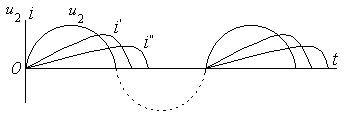 u₂ i
u₂ i' i"
O t